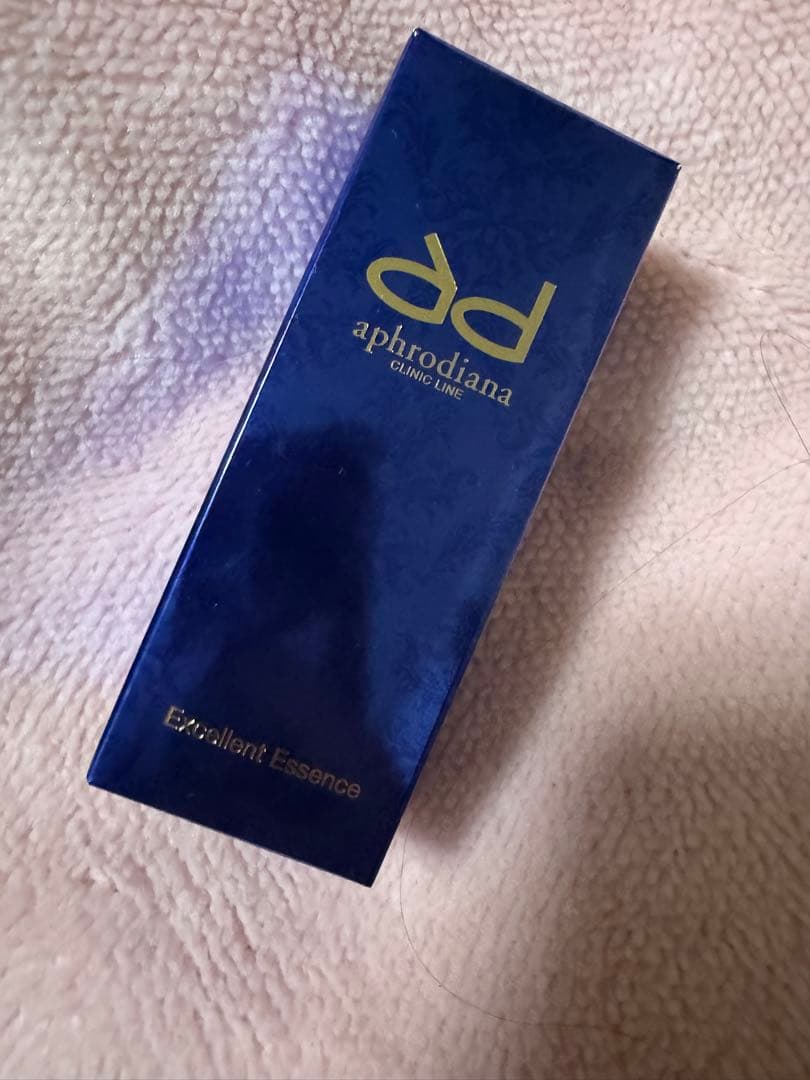 ad
aphrodiana
CLINIC LINE
Excellent Essence